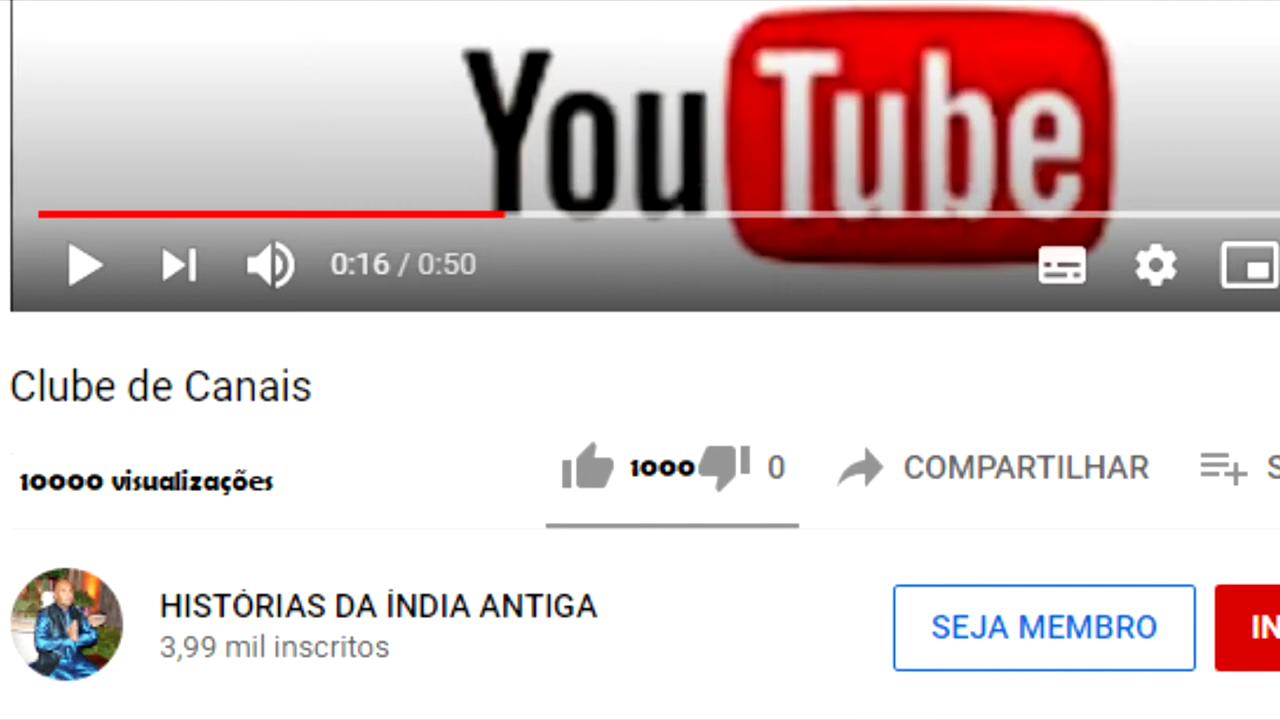 YouTube
0:16 / 0:50
Clube de Canais
10000 visualizações
1000 0 COMPARTILHAR S
HISTÓRIAS DA ÍNDIA ANTIGA
3,99 mil inscritos
SEJA MEMBRO IN